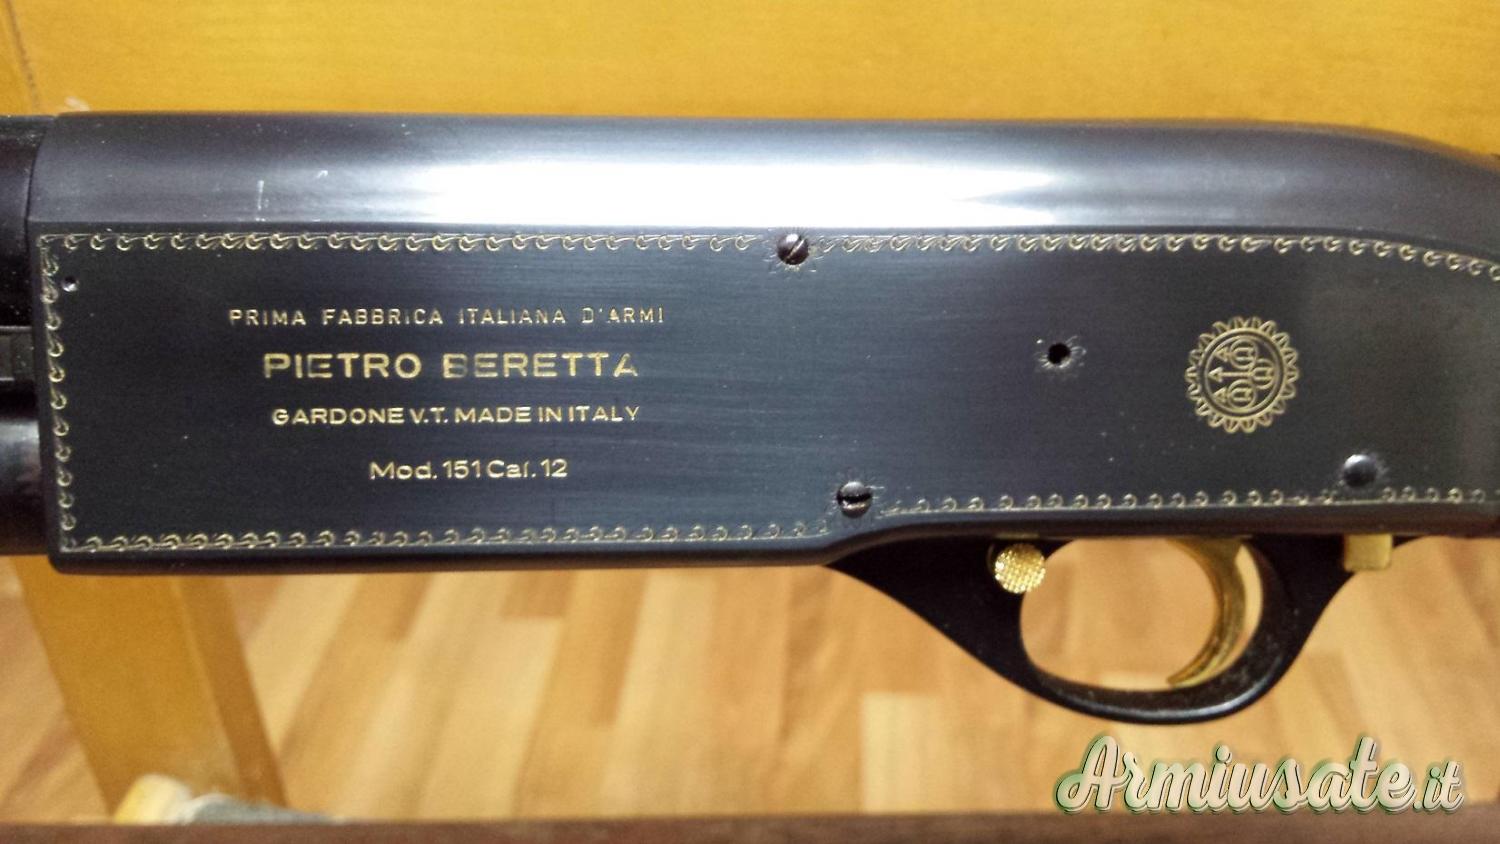 PRIMA FABBRICA ITALIANA D'ARMI
PIETRO BERETTA
GARDONE V.T. MADE IN ITALY
Mod. 151 Cal. 12
Armiusate.it